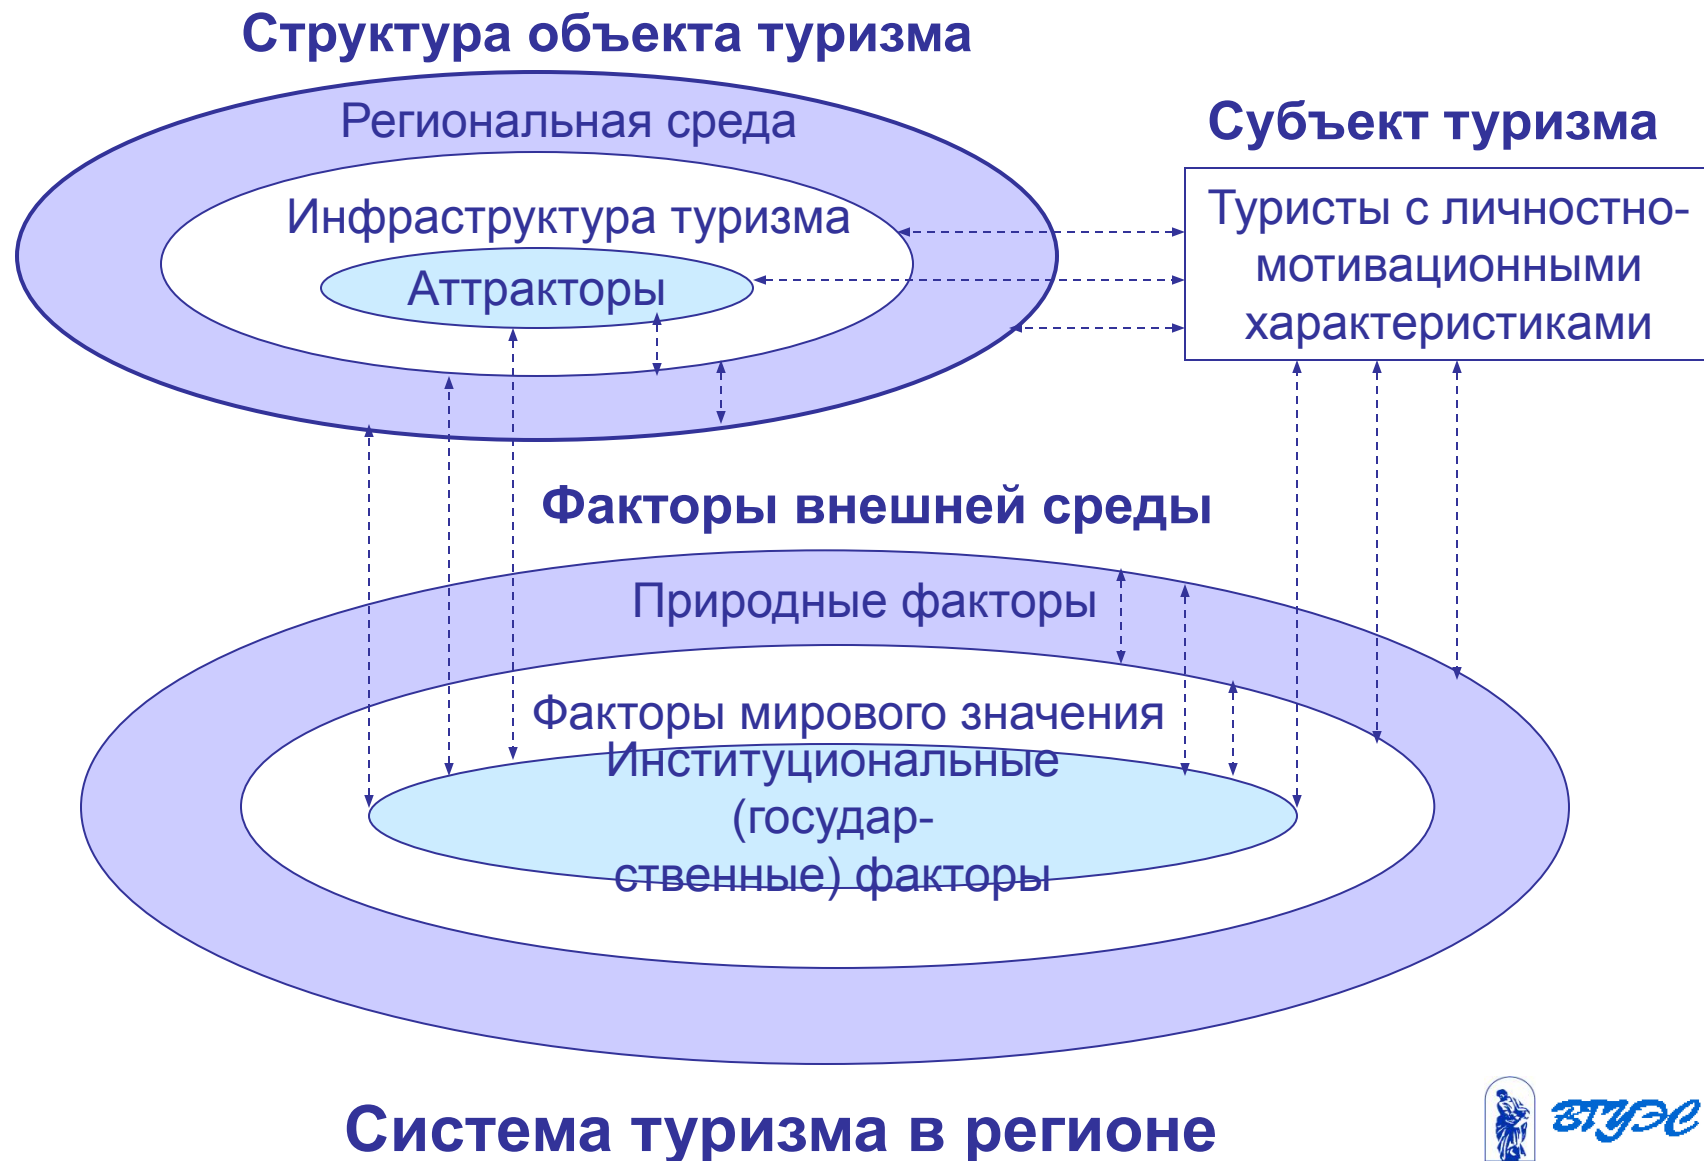 Структура объекта туризма
Региональная среда
Инфраструктура туризма
Аттракторы
Субъект туризма
Туристы с личностно-
мотивационными
характеристиками
Факторы внешней среды
Природные факторы
Факторы мирового значения
Институциональные
(государ-
ственные) факторы
Система туризма в регионе
ВТУЭС